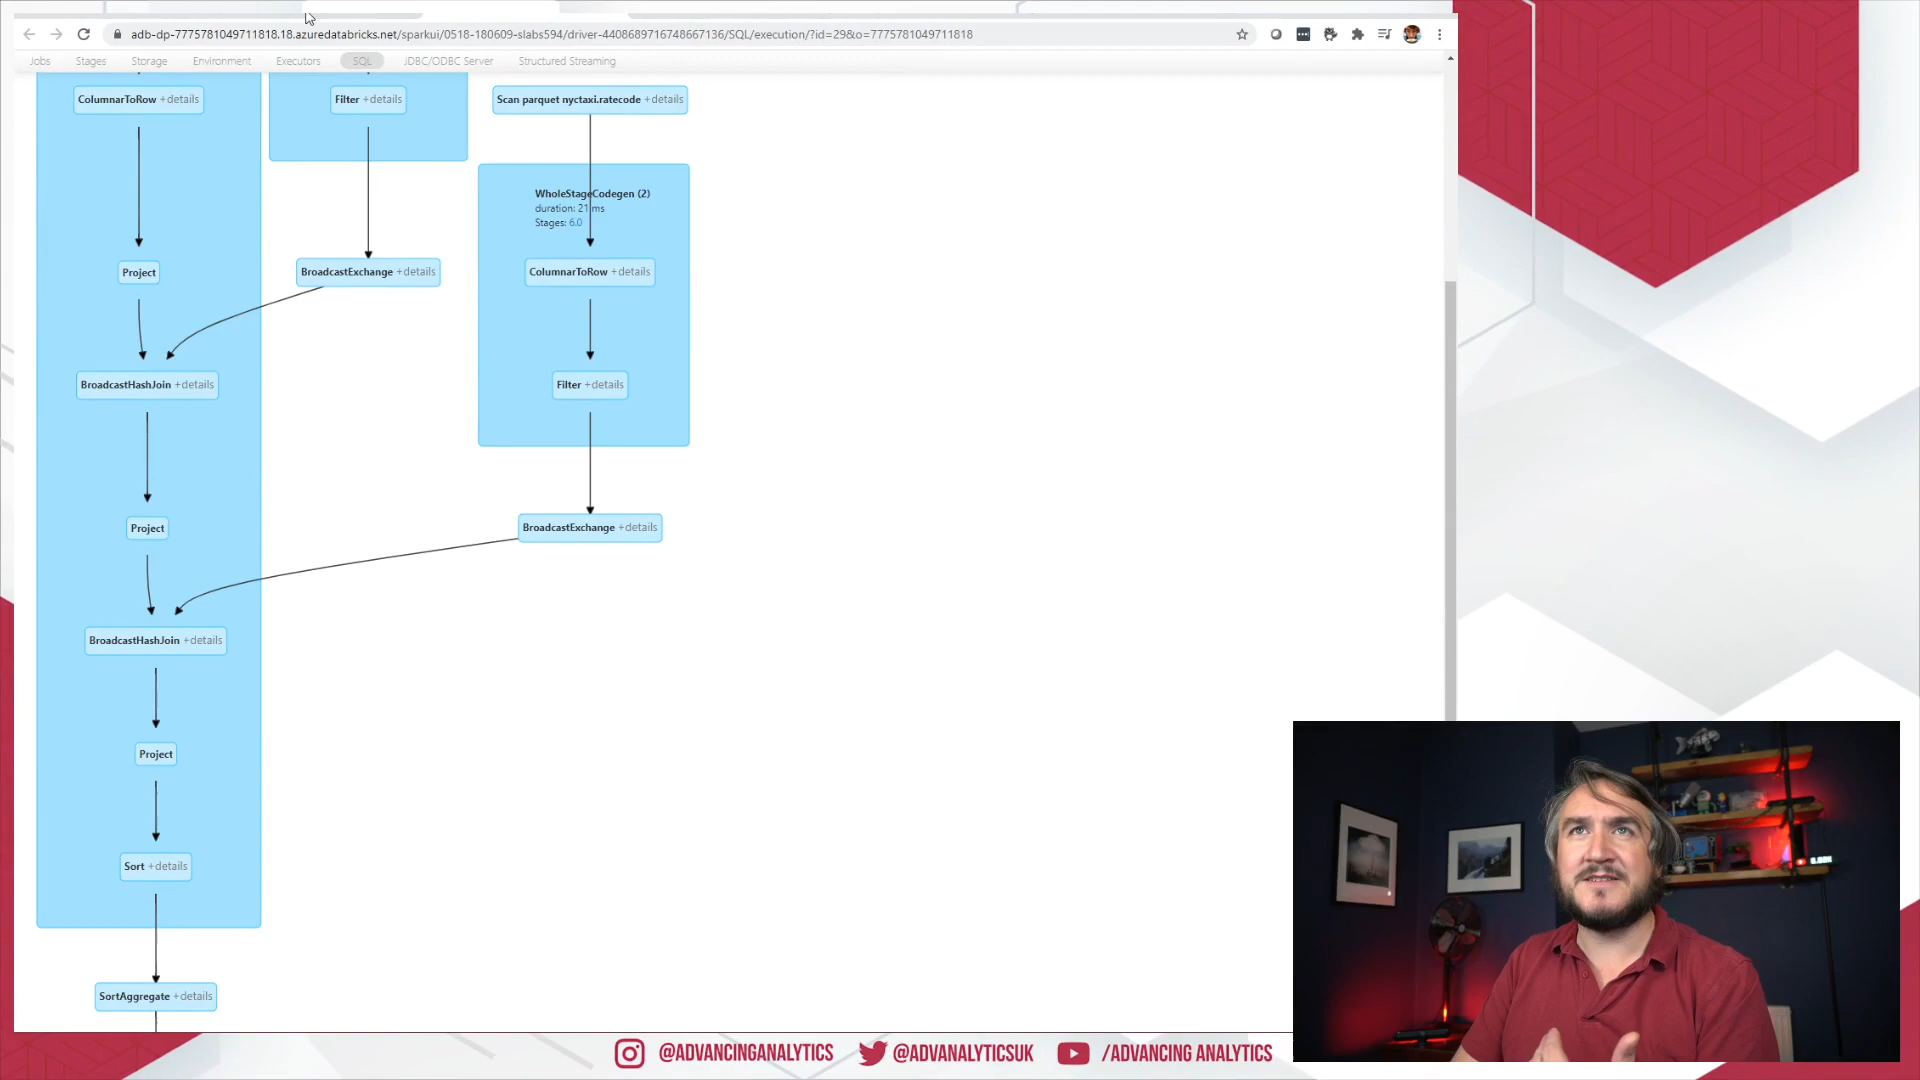 adb-dp-7775781049711818.18.azuredatabricks.net/sparkui/0518-180609-slabs594/driver-4408689716748667136/SQL/execution/?id=29&o=7775781049711818
Jobs Stages Storage Environment Executors SQL JDBC/ODBC Server Structured Streaming
ColumnarToRow +details
Filter +details
Scan parquet nyctaxi.ratecode +details
WholeStageCodegen (2)
duration: 21 ms
Stages: 6.0
Project
BroadcastExchange +details
ColumnarToRow +details
BroadcastHashJoin +details
Filter +details
Project
BroadcastExchange +details
BroadcastHashJoin +details
Project
Sort +details
SortAggregate +details
@ADVANCINGANALYTICS @ADVANALYTICSUK /ADVANCING ANALYTICS